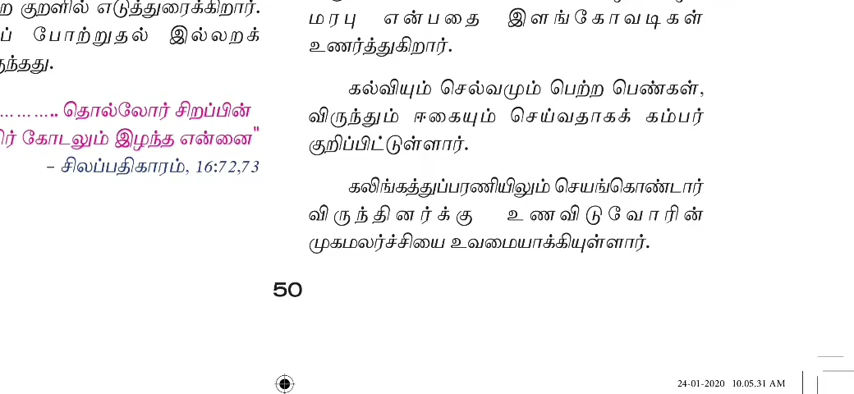 குறளில் எடுத்துரைக்கிறார்.
போற்றுதல் இல்லறக்
........... தொல்லோர் சிறப்பின்
கோடலும் இழந்த என்னை"
– சிலப்பதிகாரம், 16:72,73
மரபு என்பதை இளங்கோவடிகள்
உணர்த்துகிறார்.
கல்வியும் செல்வமும் பெற்ற பெண்கள்,
விருந்தும் ஈகையும் செய்வதாகக் கம்பர்
குறிப்பிட்டுள்ளார்.
கலிங்கத்துப்பரணியிலும் செயங்கொண்டார்
விருந்தினர்க்கு உணவிடுவோரின்
முகமலர்ச்சியை உவமையாக்கியுள்ளார்.
50
24-01-2020 10.05.31 AM